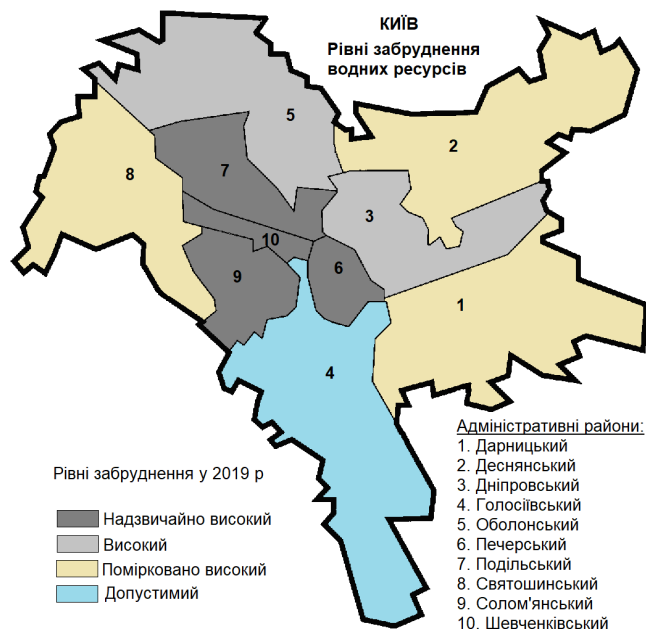 КИЇВ
Рівні забруднення
водних ресурсів
5
2
8
7
3
10
6
9
1
4
Адміністративні райони:
1. Дарницький
2. Деснянський
3. Дніпровський
4. Голосіївський
5. Оболонський
6. Печерський
7. Подільський
8. Святошинський
9. Солом'янський
10. Шевченківський
Рівні забруднення у 2019 р
Надзвичайно високий
Високий
Помірковано високий
Допустимий